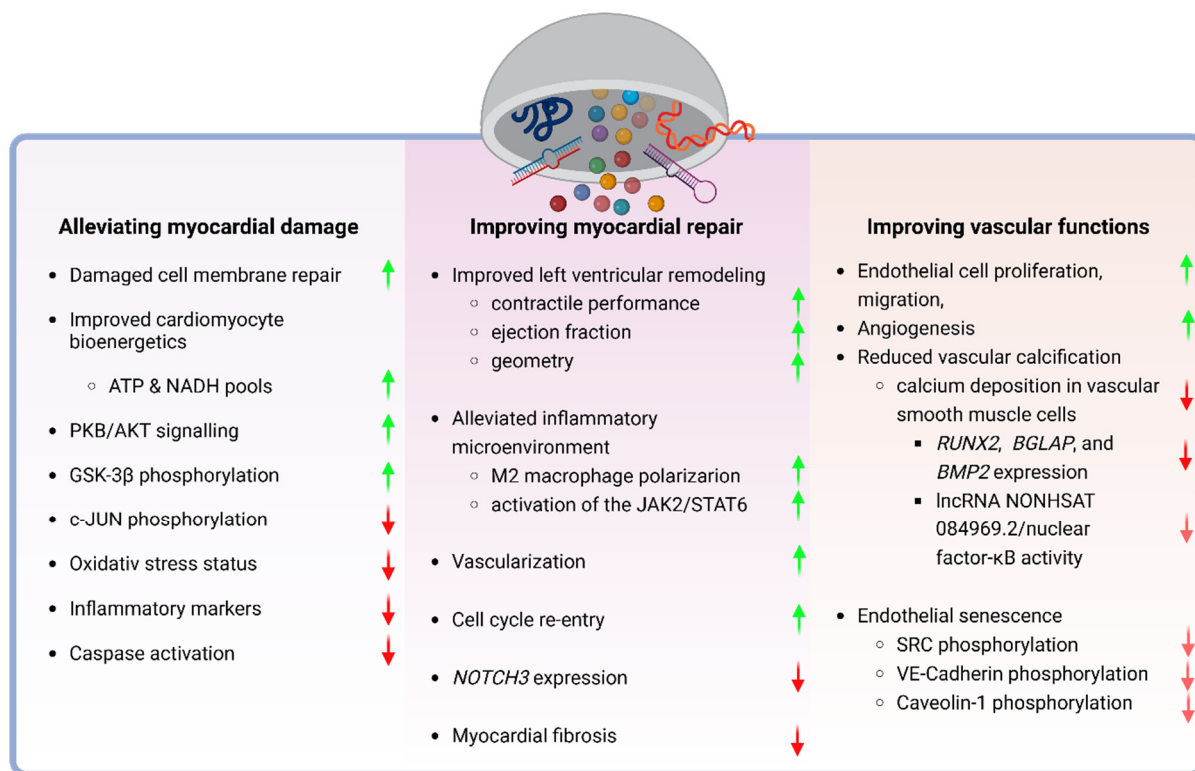 Alleviating myocardial damage
• Damaged cell membrane repair
• Improved cardiomyocyte
bioenergetics
○ ATP & NADH pools
• PKB/AKT signalling
• GSK-3β phosphorylation
• c-JUN phosphorylation
• Oxidativ stress status
• Inflammatory markers
• Caspase activation
Improving myocardial repair
• Improved left ventricular remodeling
○ contractile performance
○ ejection fraction
○ geometry
• Alleviated inflammatory
microenvironment
○ M2 macrophage polarizarion
○ activation of the JAK2/STAT6
• Vascularization
• Cell cycle re-entry
• NOTCH3 expression
• Myocardial fibrosis
Improving vascular functions
• Endothelial cell proliferation,
migration,
• Angiogenesis
• Reduced vascular calcification
○ calcium deposition in vascular
smooth muscle cells
▪ RUNX2, BGLAP, and
BMP2 expression
▪ lncRNA NONHSAT
084969.2/nuclear
factor-κB activity
• Endothelial senescence
○ SRC phosphorylation
○ VE-Cadherin phosphorylation
○ Caveolin-1 phosphorylation